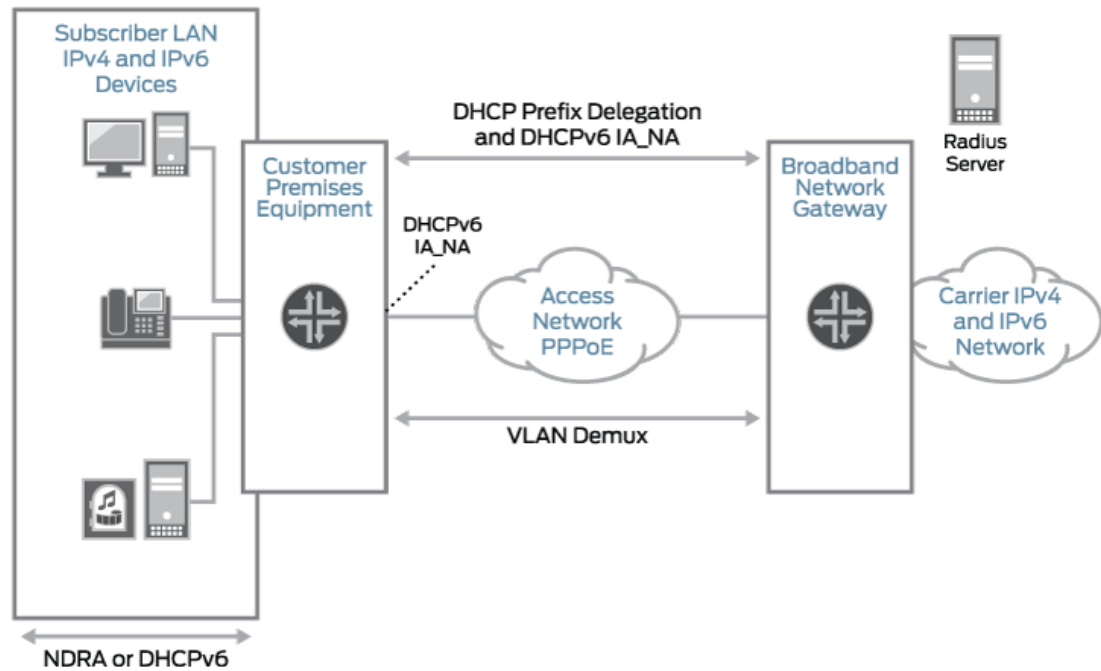 Subscriber LAN
IPv4 and IPv6
Devices
Customer
Premises
Equipment
DHCP Prefix Delegation
and DHCPv6 IA_NA
DHCPv6
IA_NA
Access
Network
PPPoE
VLAN Demux
Broadband
Network
Gateway
Radius
Server
Carrier IPv4
and IPv6
Network
NDRA or DHCPv6